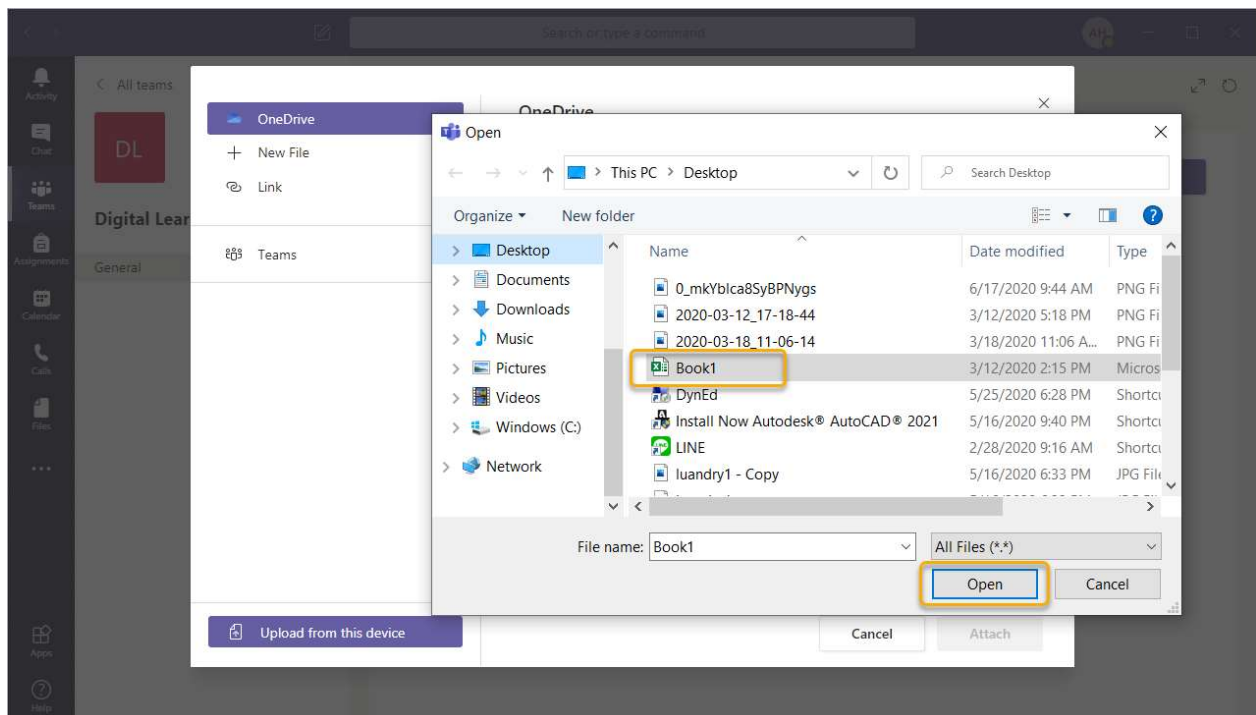 Search or type a command
AH
Activity
Chat
Teams
Assignments
Calendar
Calls
Files
Apps
Help
All teams
DL
Digital Lear
General
OneDrive
New File
Link
Teams
Upload from this device
OneDrive
Cancel
Attach
Open
This PC > Desktop
Search Desktop
Organize
New folder
Desktop
Documents
Downloads
Music
Pictures
Videos
Windows (C:)
Network
Name Date modified Type
0_mkYblca8SyBPNygs 6/17/2020 9:44 AM PNG Fi
2020-03-12_17-18-44 3/12/2020 5:18 PM PNG Fi
2020-03-18_11-06-14 3/18/2020 11:06 A... PNG Fi
Book1 3/12/2020 2:15 PM Micros
DynEd 5/25/2020 6:28 PM Shortcu
Install Now Autodesk® AutoCAD® 2021 5/16/2020 9:40 PM Shortcu
LINE 2/28/2020 9:16 AM Shortcu
luandry1 - Copy 5/16/2020 6:33 PM JPG File
File name: Book1 All Files (*.*)
Open Cancel